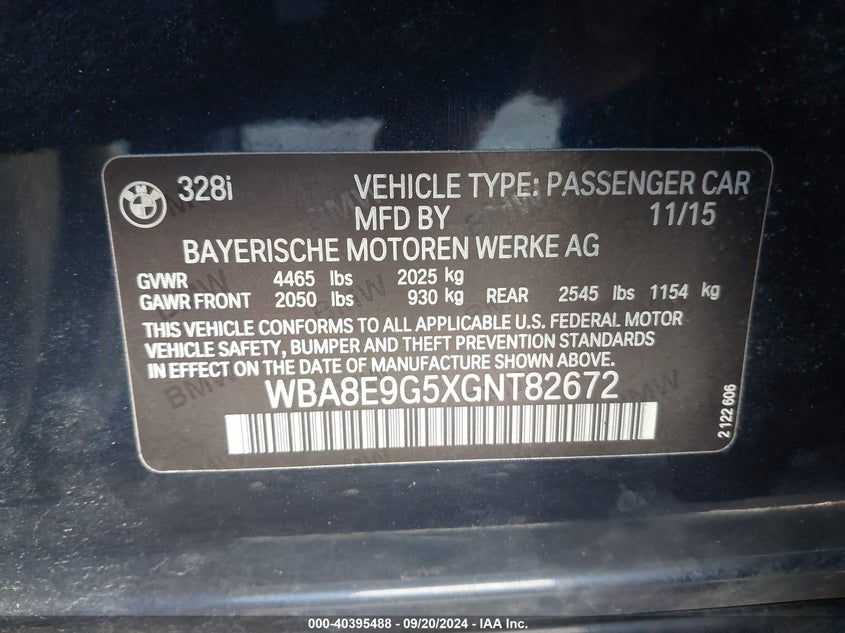 328i VEHICLE TYPE: PASSENGER CAR
MFD BY 11/15
BAYERISCHE MOTOREN WERKE AG
GVWR 4465 lbs 2025 kg
GAWR FRONT 2050 lbs 930 kg REAR 2545 lbs 1154 kg
THIS VEHICLE CONFORMS TO ALL APPLICABLE U.S. FEDERAL MOTOR
VEHICLE SAFETY, BUMPER AND THEFT PREVENTION STANDARDS
IN EFFECT ON THE DATE OF MANUFACTURE SHOWN ABOVE.
WBA8E9G5XGNT82672
2 122 606
000-40395488 - 09/20/2024 - IAA Inc.